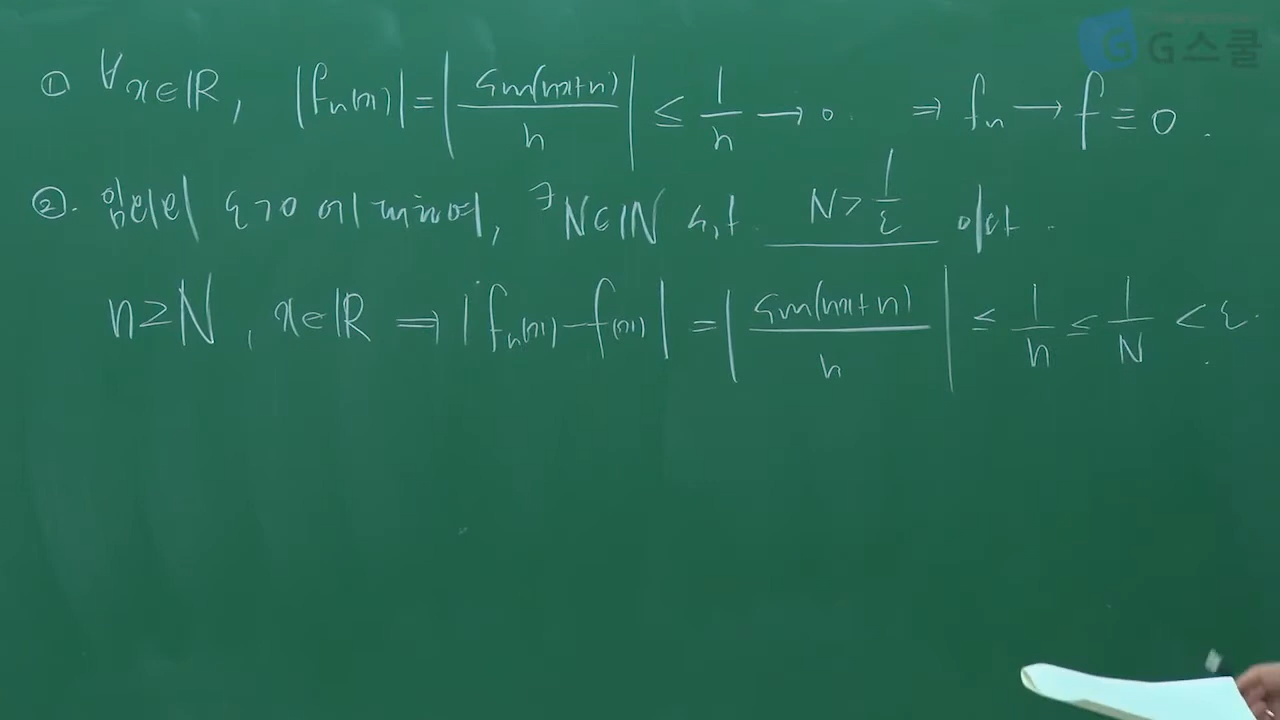 G스쿨
① ∀x∈ℝ, |fₙ(x)| = |sin(nx+n)/n| ≤ 1/n → 0. ⇒ fₙ → f ≡ 0.
②. 임의의 ε>0 에 대하여, ∃N∈ℕ s.t. N > 1/ε 이다.
n≥N, x∈ℝ ⇒ |fₙ(x) − f(x)| = |sin(nx+n)/n| ≤ 1/n ≤ 1/N < ε.